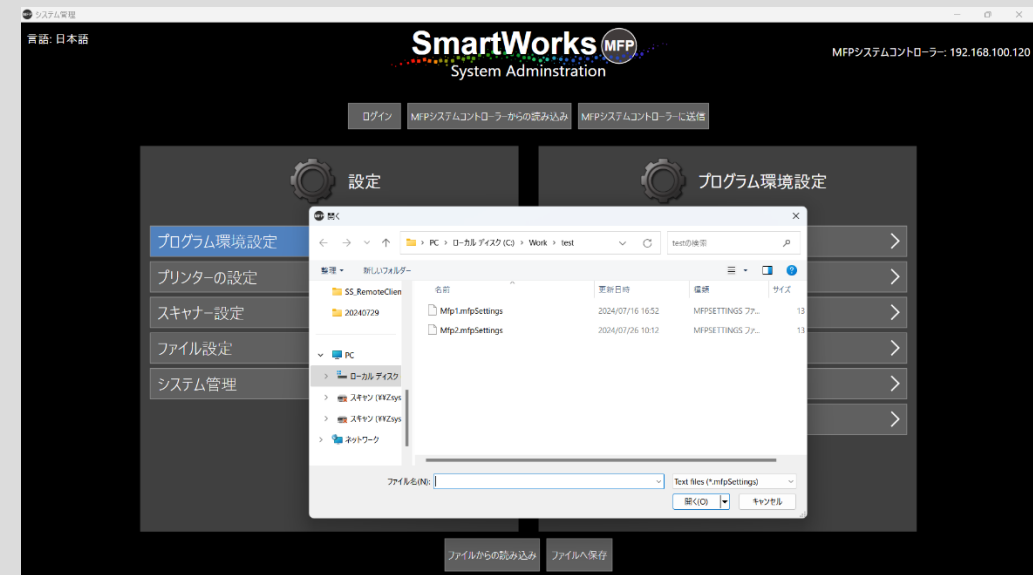 MFP システム管理
言語: 日本語
SmartWorks MFP
System Adminstration
MFPシステムコントローラー: 192.168.100.120
ログイン
MFPシステムコントローラーからの読み込み
MFPシステムコントローラーに送信
設定
プログラム環境設定
プリンターの設定
スキャナー設定
ファイル設定
システム管理
プログラム環境設定
MFP 開く
PC > ローカル ディスク (C:) > Work > test
testの検索
整理
新しいフォルダー
SS_RemoteClien
20240729
PC
ローカル ディスク
スキャン (¥¥Zsys
スキャン (¥¥Zsys
ネットワーク
名前 更新日時 種類 サイズ
Mfp1.mfpSettings 2024/07/16 16:52 MFPSETTINGS ファ... 13
Mfp2.mfpSettings 2024/07/26 10:12 MFPSETTINGS ファ... 13
ファイル名(N):
Text files (*.mfpSettings)
開く(O)
キャンセル
ファイルからの読み込み
ファイルへ保存